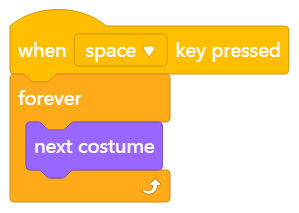 when space key pressed
forever
next costume